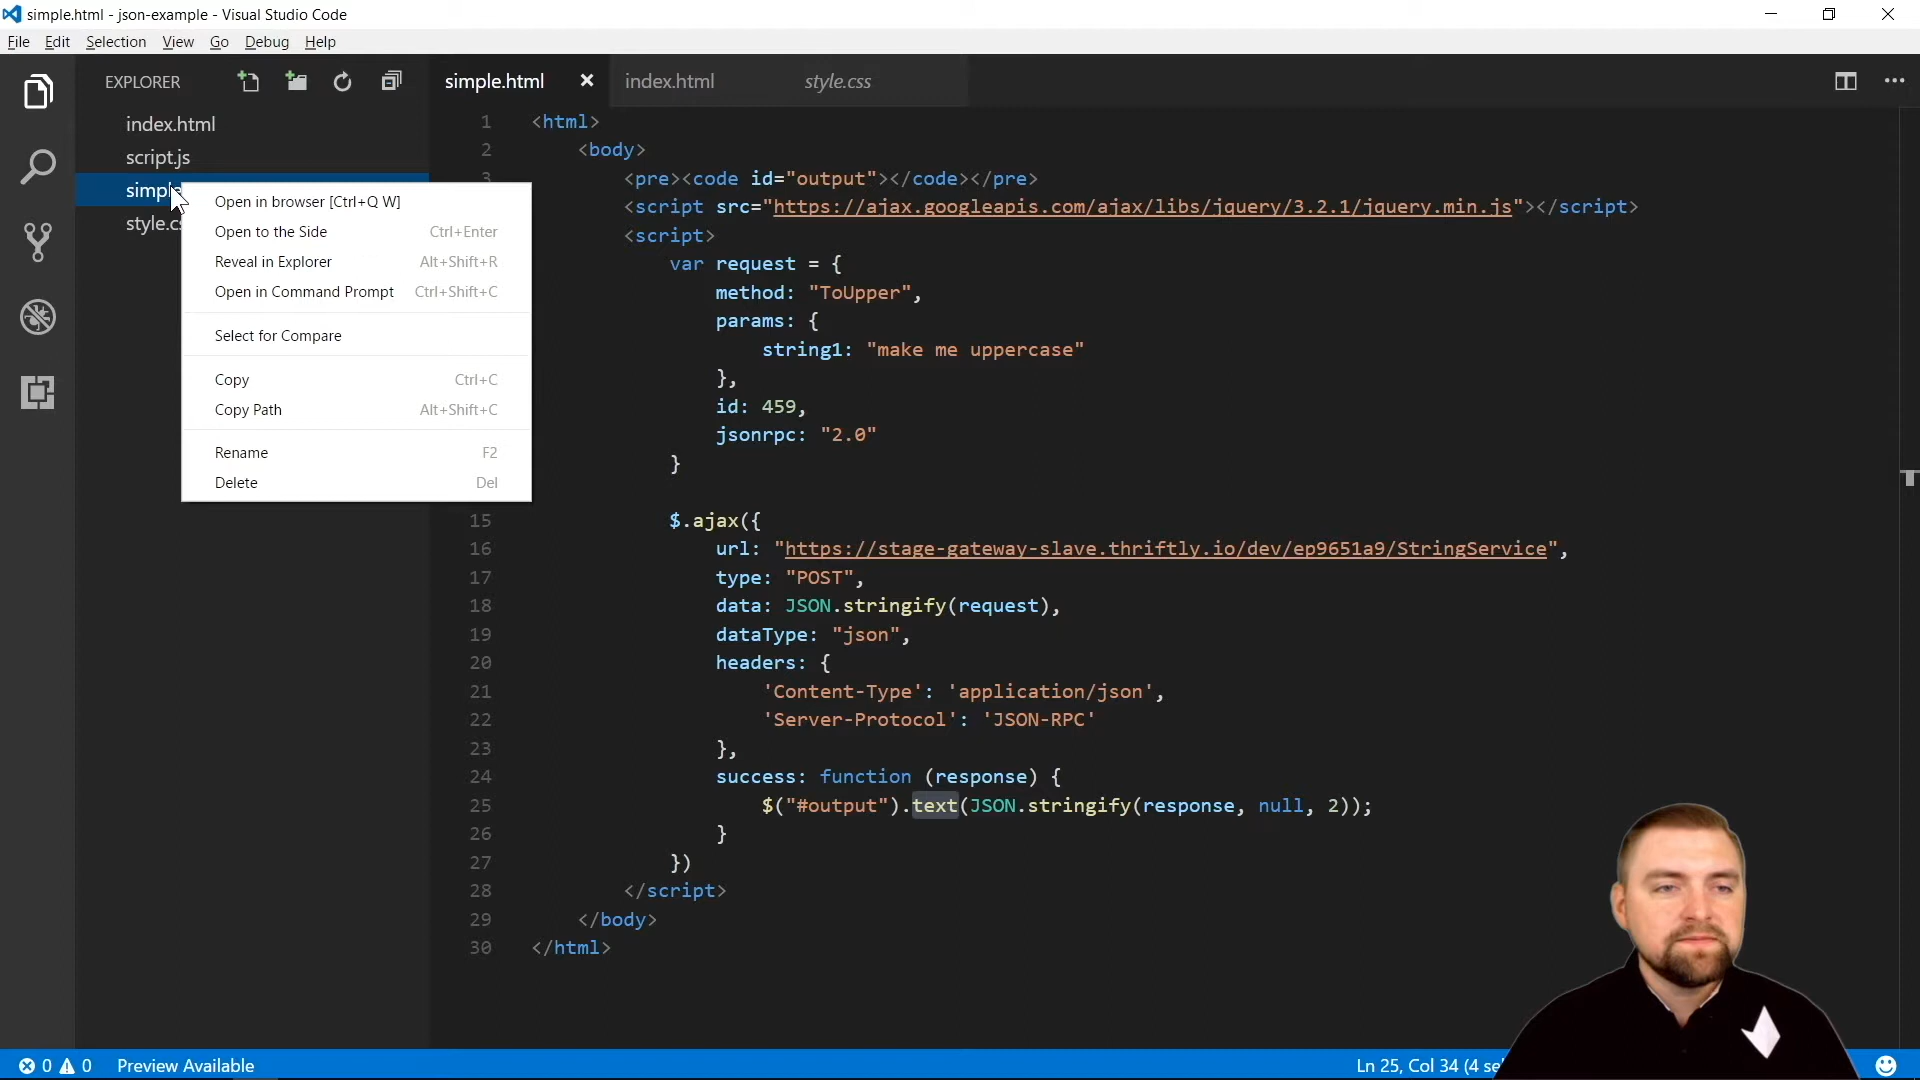 simple.html - json-example - Visual Studio Code
File Edit Selection View Go Debug Help
EXPLORER
simple.html index.html style.css
index.html
script.js
simple
style.cs
Open in browser [Ctrl+Q W]
Open to the Side Ctrl+Enter
Reveal in Explorer Alt+Shift+R
Open in Command Prompt Ctrl+Shift+C
Select for Compare
Copy Ctrl+C
Copy Path Alt+Shift+C
Rename F2
Delete Del
1 <html>
2 <body>
3 <pre><code id="output"></code></pre>
<script src="https://ajax.googleapis.com/ajax/libs/jquery/3.2.1/jquery.min.js"></script>
<script>
var request = {
method: "ToUpper",
params: {
string1: "make me uppercase"
},
id: 459,
jsonrpc: "2.0"
}
15 $.ajax({
16 url: "https://stage-gateway-slave.thriftly.io/dev/ep9651a9/StringService",
17 type: "POST",
18 data: JSON.stringify(request),
19 dataType: "json",
20 headers: {
21 'Content-Type': 'application/json',
22 'Server-Protocol': 'JSON-RPC'
23 },
24 success: function (response) {
25 $("#output").text(JSON.stringify(response, null, 2));
26 }
27 })
28 </script>
29 </body>
30 </html>
0 0 Preview Available
Ln 25, Col 34 (4 se